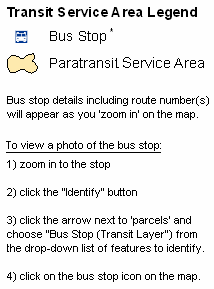 Transit Service Area Legend
Bus Stop*
Paratransit Service Area
Bus stop details including route number(s)
will appear as you 'zoom in' on the map.
To view a photo of the bus stop:
1) zoom in to the stop
2) click the "Identify" button
3) click the arrow next to 'parcels' and
choose "Bus Stop (Transit Layer") from
the drop-down list of features to identify.
4) click on the bus stop icon on the map.